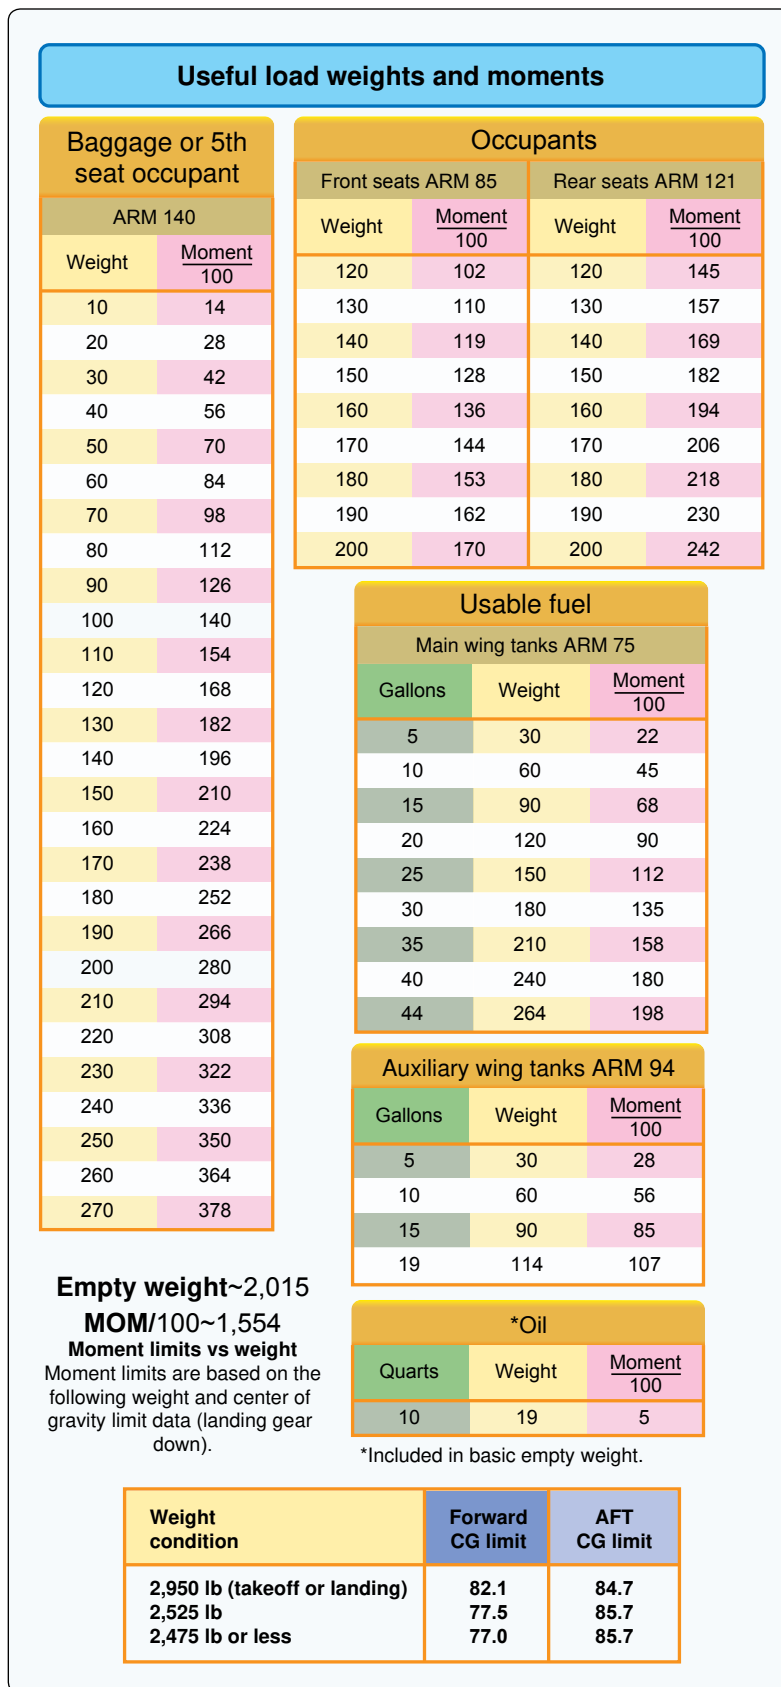 Useful load weights and moments
Baggage or 5th
seat occupant
ARM 140
Weight Moment
100
10 14
20 28
30 42
40 56
50 70
60 84
70 98
80 112
90 126
100 140
110 154
120 168
130 182
140 196
150 210
160 224
170 238
180 252
190 266
200 280
210 294
220 308
230 322
240 336
250 350
260 364
270 378
Occupants
Front seats ARM 85 Rear seats ARM 121
Weight Moment Weight Moment
100 100
120 102 120 145
130 110 130 157
140 119 140 169
150 128 150 182
160 136 160 194
170 144 170 206
180 153 180 218
190 162 190 230
200 170 200 242
Usable fuel
Main wing tanks ARM 75
Gallons Weight Moment
100
5 30 22
10 60 45
15 90 68
20 120 90
25 150 112
30 180 135
35 210 158
40 240 180
44 264 198
Auxiliary wing tanks ARM 94
Gallons Weight Moment
100
5 30 28
10 60 56
15 90 85
19 114 107
*Oil
Quarts Weight Moment
100
10 19 5
*Included in basic empty weight.
Empty weight~2,015
MOM/100~1,554
Moment limits vs weight
Moment limits are based on the
following weight and center of
gravity limit data (landing gear
down).
Weight Forward AFT
condition CG limit CG limit
2,950 lb (takeoff or landing) 82.1 84.7
2,525 lb 77.5 85.7
2,475 lb or less 77.0 85.7